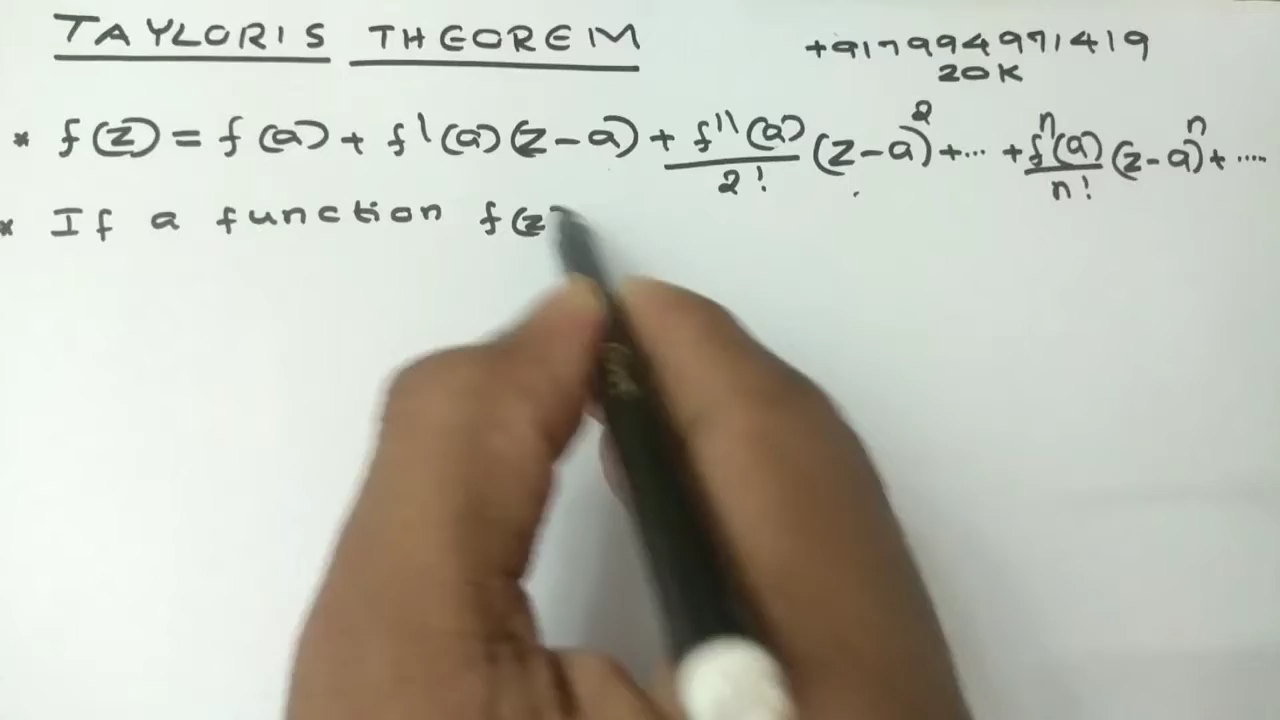 TAYLOR'S THEOREM
+917994971419
20K
* f(z) = f(a) + f'(a)(z-a) + f''(a)/2! (z-a)^2 + ... + f^n(a)/n! (z-a)^n + ....
* If a function f(z)